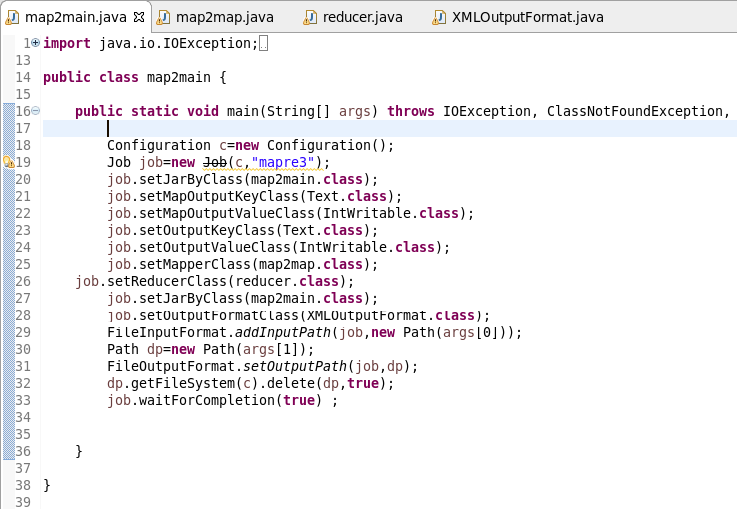 map2main.java map2map.java reducer.java XMLOutputFormat.java
1 import java.io.IOException;
13
14 public class map2main {
15
16 public static void main(String[] args) throws IOException, ClassNotFoundException,
17
18 Configuration c=new Configuration();
19 Job job=new Job(c,"mapre3");
20 job.setJarByClass(map2main.class);
21 job.setMapOutputKeyClass(Text.class);
22 job.setMapOutputValueClass(IntWritable.class);
23 job.setOutputKeyClass(Text.class);
24 job.setOutputValueClass(IntWritable.class);
25 job.setMapperClass(map2map.class);
26 job.setReducerClass(reducer.class);
27 job.setJarByClass(map2main.class);
28 job.setOutputFormatClass(XMLOutputFormat.class);
29 FileInputFormat.addInputPath(job,new Path(args[0]));
30 Path dp=new Path(args[1]);
31 FileOutputFormat.setOutputPath(job,dp);
32 dp.getFileSystem(c).delete(dp,true);
33 job.waitForCompletion(true) ;
34
35
36 }
37
38 }
39